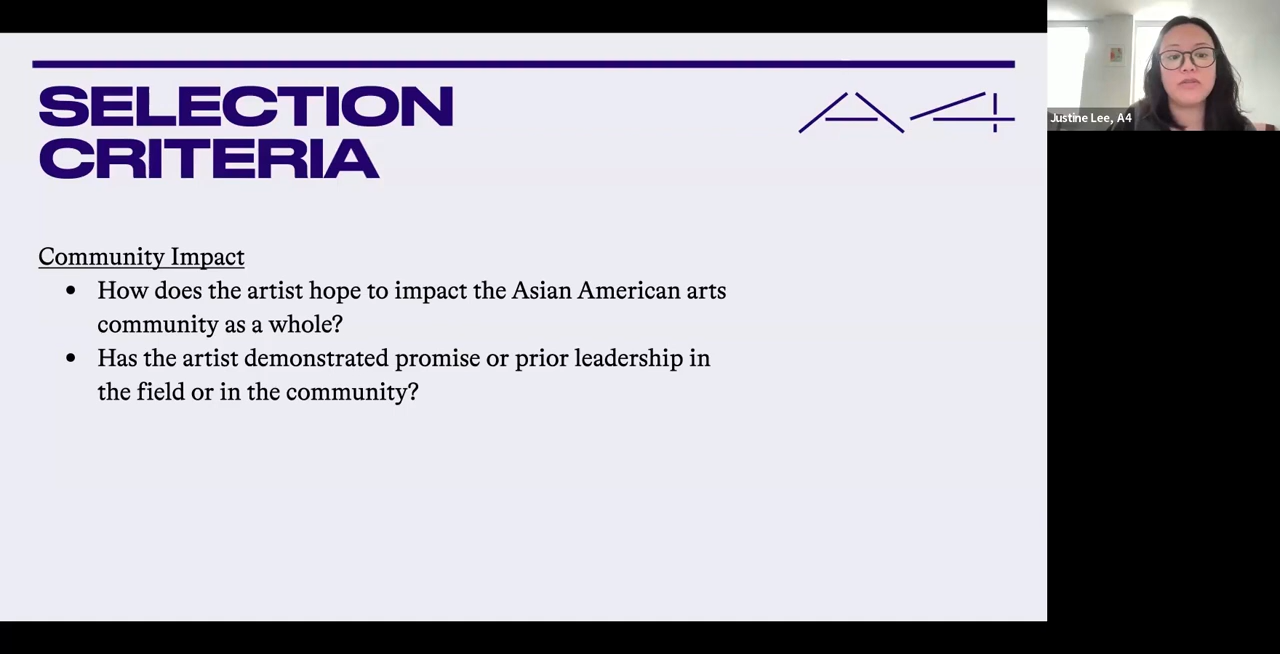 SELECTION
CRITERIA
A4
Community Impact
• How does the artist hope to impact the Asian American arts
community as a whole?
• Has the artist demonstrated promise or prior leadership in
the field or in the community?
Justine Lee, A4